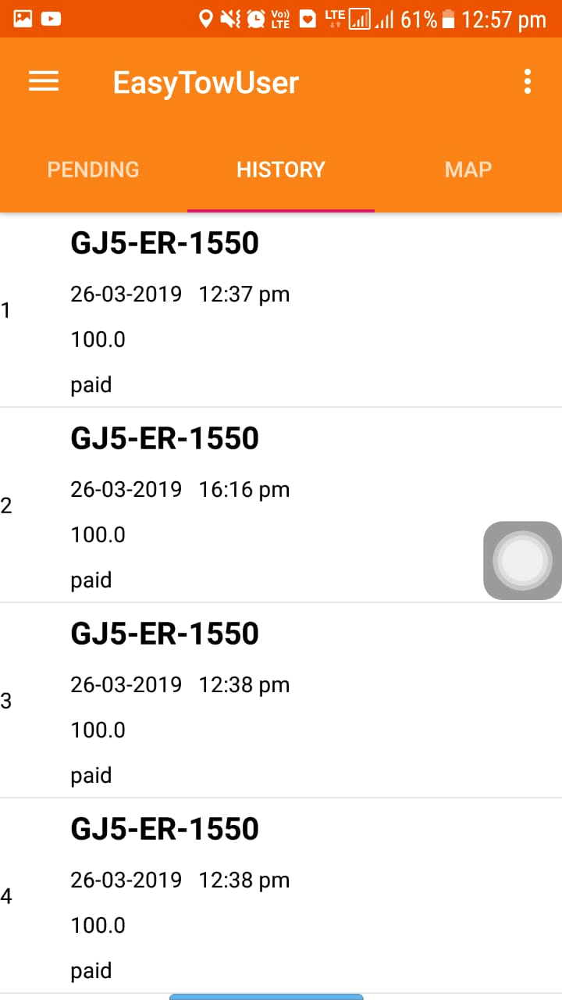 Vo)) LTE LTE 61% 12:57 pm
EasyTowUser
PENDING HISTORY MAP
GJ5-ER-1550
26-03-2019 12:37 pm
1
100.0
paid
GJ5-ER-1550
26-03-2019 16:16 pm
2
100.0
paid
GJ5-ER-1550
26-03-2019 12:38 pm
3
100.0
paid
GJ5-ER-1550
26-03-2019 12:38 pm
4
100.0
paid